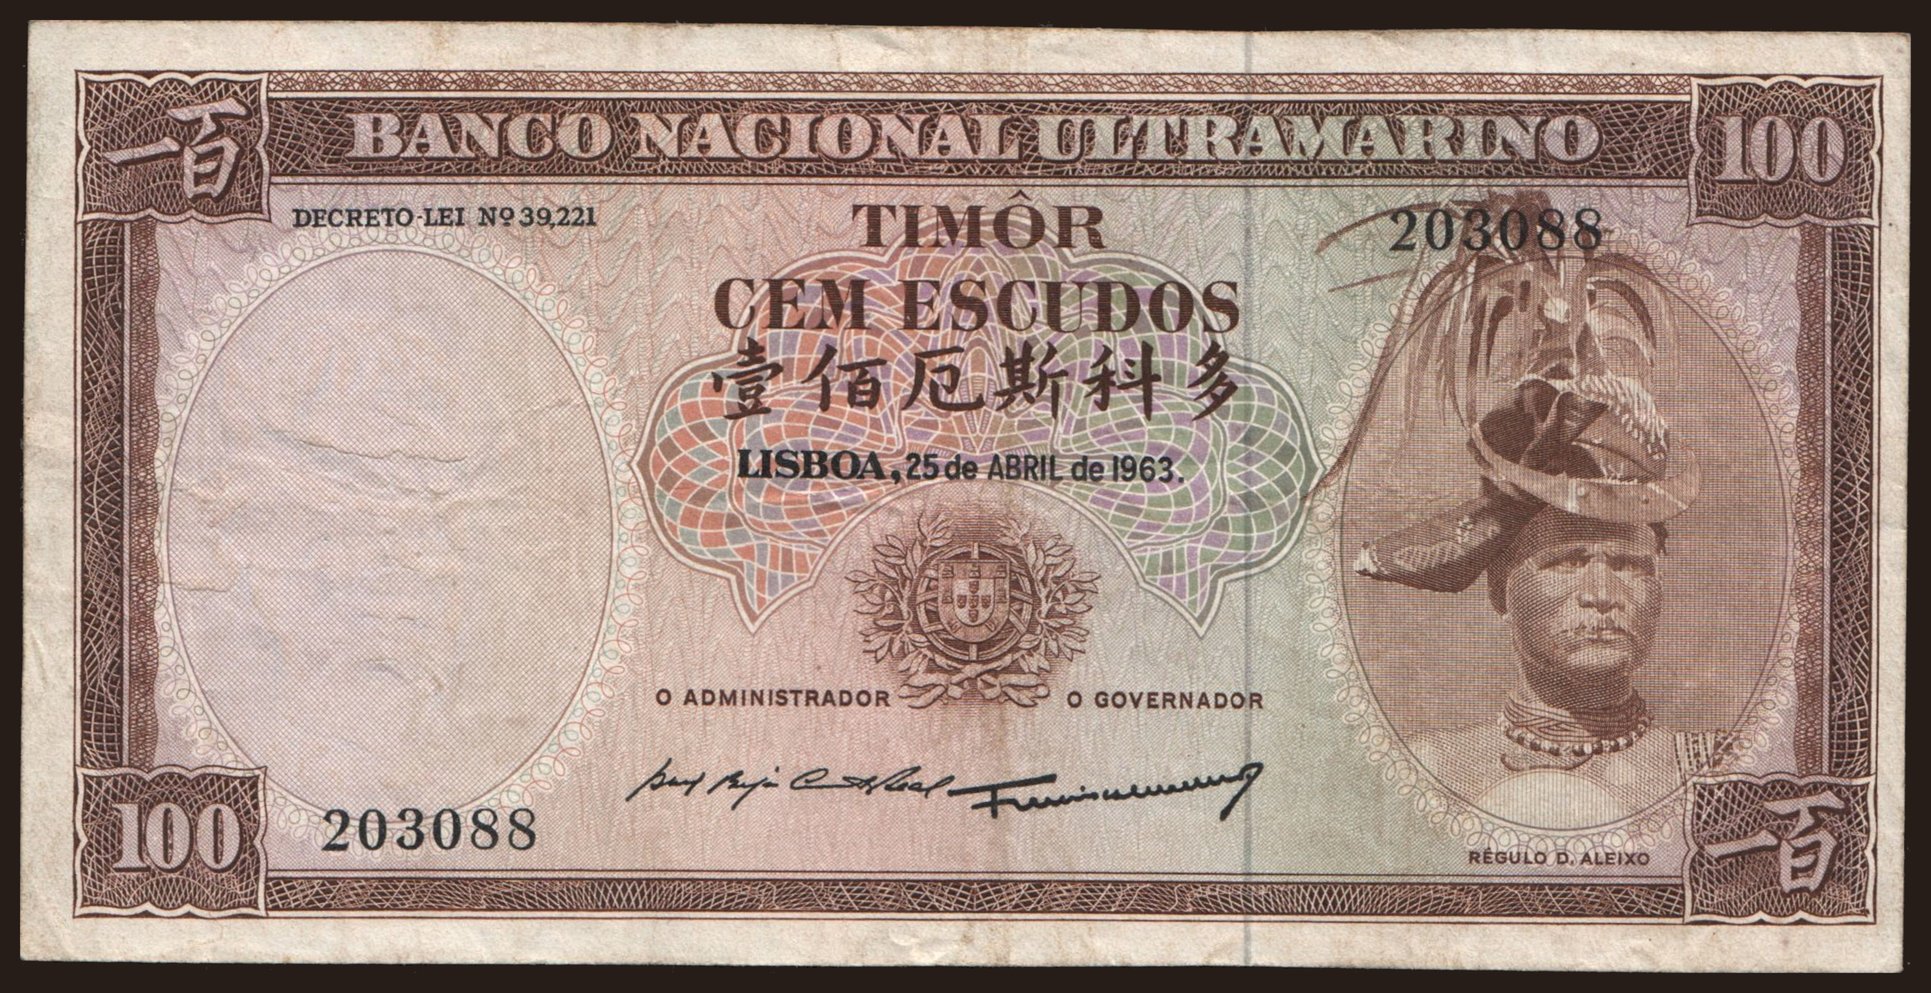 一百
BANCO NACIONAL ULTRAMARINO
100
DECRETO-LEI Nº 39,221
TIMÔR
203088
CEM ESCUDOS
壹佰厄斯科多
LISBOA, 25 de ABRIL de 1963.
O ADMINISTRADOR
O GOVERNADOR
100
203088
RÉGULO D. ALEIXO
一百